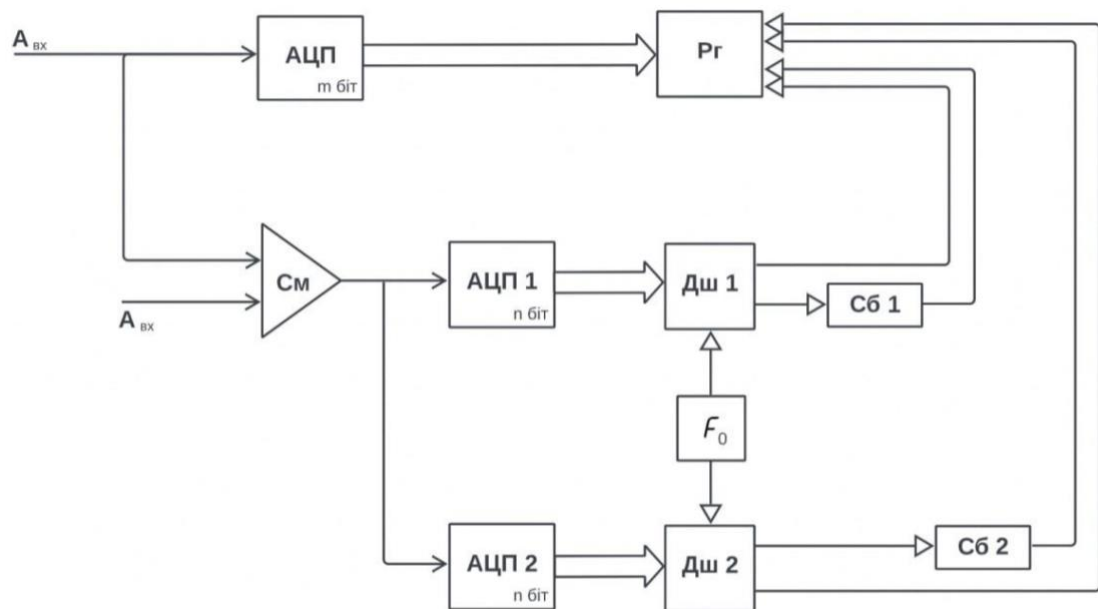 А вх
АЦП
m біт
Рг
См
А вх
АЦП 1
n біт
Дш 1
Сб 1
F₀
АЦП 2
n біт
Дш 2
Сб 2